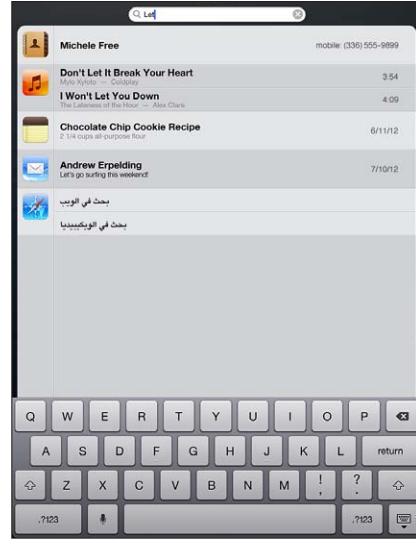 Let
Michele Free
mobile: (336) 555-9899
Don't Let It Break Your Heart
3:54
Mylo Xyloto — Coldplay
I Won't Let You Down
4:09
The Lateness of the Hour — Alex Clare
Chocolate Chip Cookie Recipe
6/11/12
2 1/4 cups all-purpose flour
Andrew Erpelding
7/10/12
Let's go surfing this weekend!
بحث في الويب
بحث في الويكيبيديا
Q W E R T Y U I O P
A S D F G H J K L return
Z X C V B N M ! , ? .
.?123 .?123